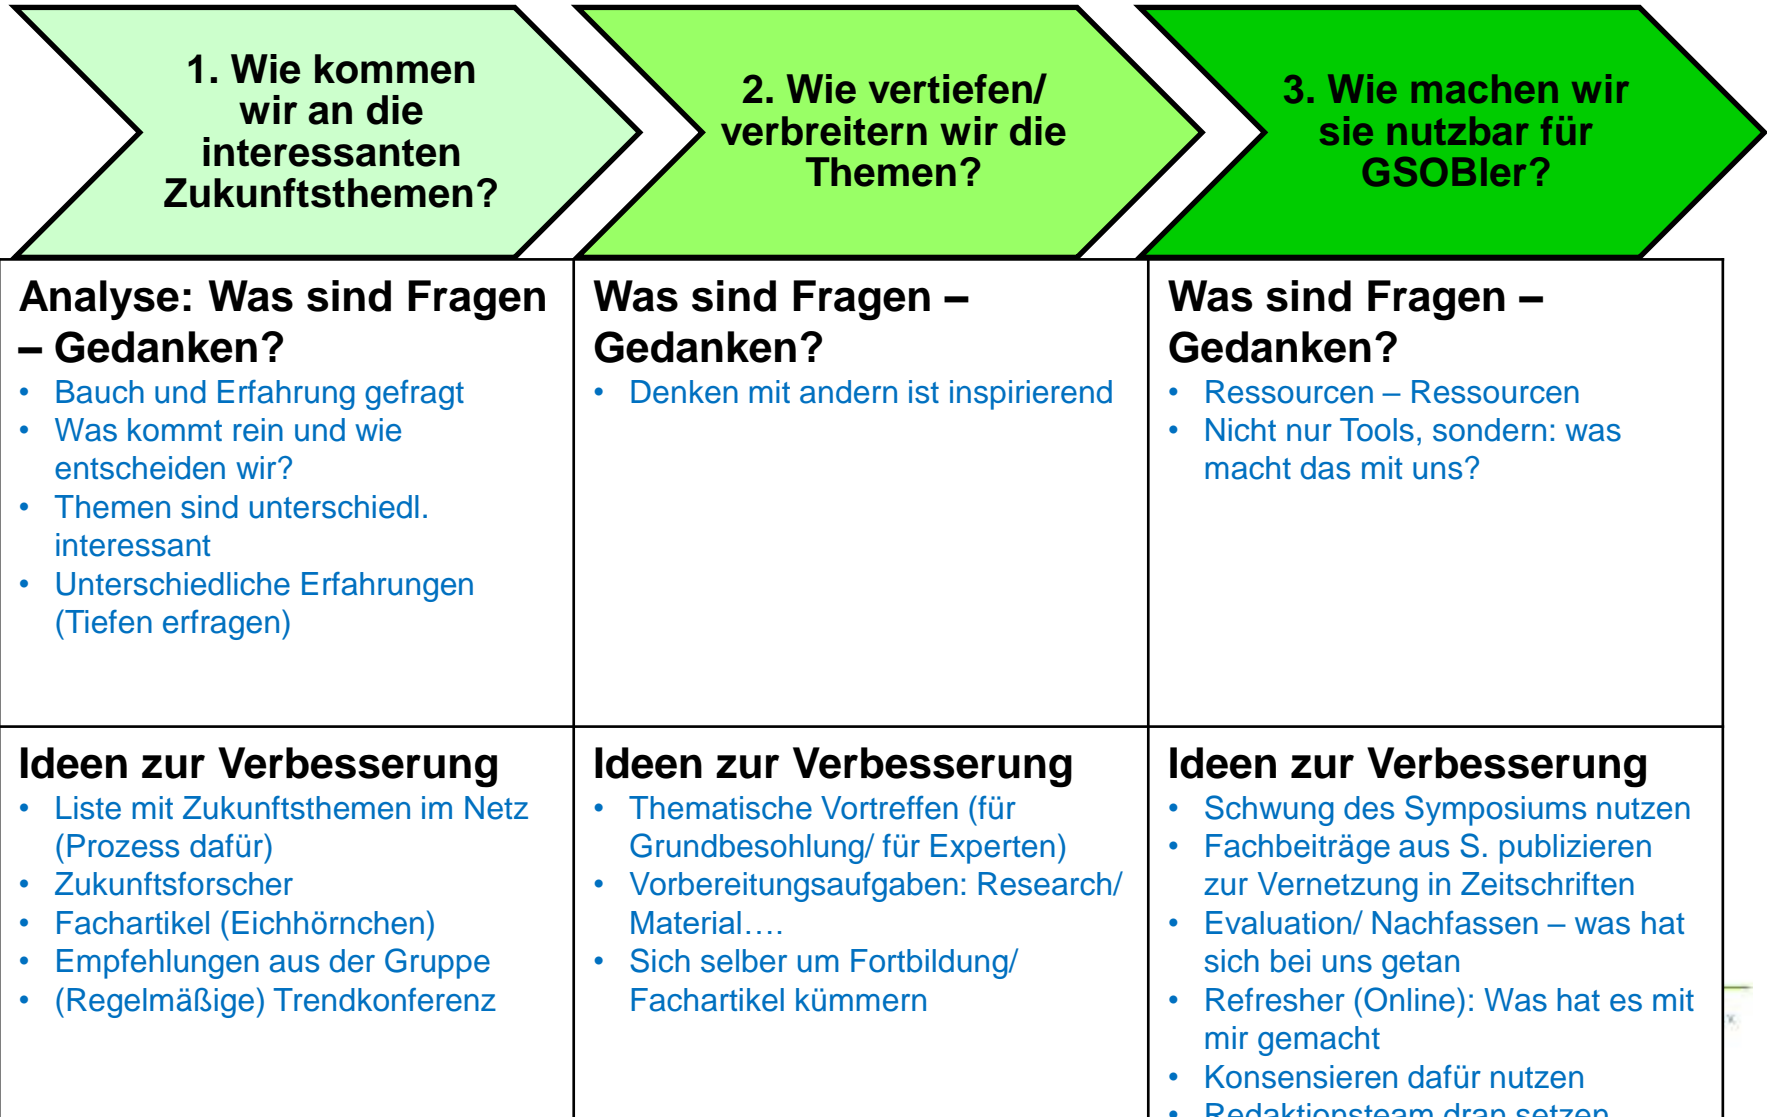 1. Wie kommen
wir an die
interessanten
Zukunftsthemen?
2. Wie vertiefen/
verbreitern wir die
Themen?
3. Wie machen wir
sie nutzbar für
GSOBler?
Analyse: Was sind Fragen
– Gedanken?
• Bauch und Erfahrung gefragt
• Was kommt rein und wie
entscheiden wir?
• Themen sind unterschiedl.
interessant
• Unterschiedliche Erfahrungen
(Tiefen erfragen)
Was sind Fragen –
Gedanken?
• Denken mit andern ist inspirierend
Was sind Fragen –
Gedanken?
• Ressourcen – Ressourcen
• Nicht nur Tools, sondern: was
macht das mit uns?
Ideen zur Verbesserung
• Liste mit Zukunftsthemen im Netz
(Prozess dafür)
• Zukunftsforscher
• Fachartikel (Eichhörnchen)
• Empfehlungen aus der Gruppe
• (Regelmäßige) Trendkonferenz
Ideen zur Verbesserung
• Thematische Vortreffen (für
Grundbesohlung/ für Experten)
• Vorbereitungsaufgaben: Research/
Material….
• Sich selber um Fortbildung/
Fachartikel kümmern
Ideen zur Verbesserung
• Schwung des Symposiums nutzen
• Fachbeiträge aus S. publizieren
zur Vernetzung in Zeitschriften
• Evaluation/ Nachfassen – was hat
sich bei uns getan
• Refresher (Online): Was hat es mit
mir gemacht
• Konsensieren dafür nutzen
• Redaktionsteam dran setzen